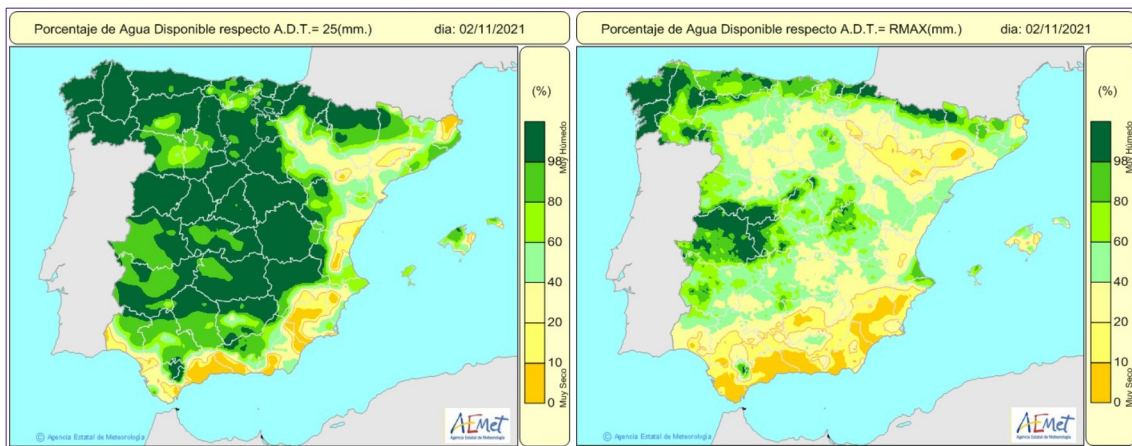 Porcentaje de Agua Disponible respecto A.D.T.= 25(mm.) dia: 02/11/2021
(%)
Muy Húmedo
98
80
60
40
20
10
0
Muy Seco
© Agencia Estatal de Meteorología
AEMet
Agencia Estatal de Meteorología
Porcentaje de Agua Disponible respecto A.D.T.= RMAX(mm.) dia: 02/11/2021
(%)
Muy Húmedo
98
80
60
40
20
10
0
Muy Seco
© Agencia Estatal de Meteorología
AEMet
Agencia Estatal de Meteorología